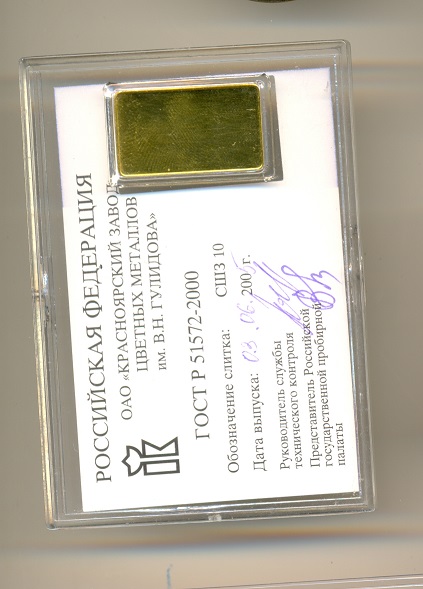 РОССИЙСКАЯ ФЕДЕРАЦИЯ
ОАО «КРАСНОЯРСКИЙ ЗАВОД
ЦВЕТНЫХ МЕТАЛЛОВ
ИМ. В.Н. ГУЛИДОВА»
ГОСТ Р 51572-2000
Обозначение слитка: СШЗ 10
Дата выпуска: 03.06.2005г.
Руководитель службы
технического контроля
Представитель Российской
государственной пробирной
палаты